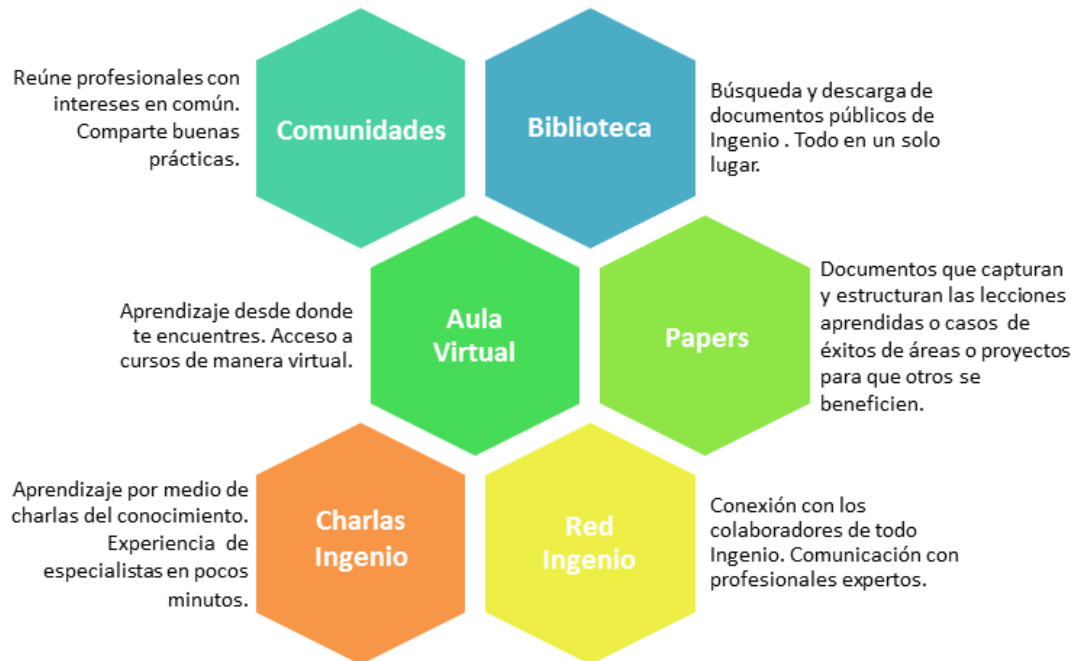 Reúne profesionales con
intereses en común.
Comparte buenas
prácticas.
Comunidades
Biblioteca
Búsqueda y descarga de
documentos públicos de
Ingenio . Todo en un solo
lugar.
Aprendizaje desde donde
te encuentres. Acceso a
cursos de manera virtual.
Aula
Virtual
Papers
Documentos que capturan
y estructuran las lecciones
aprendidas o casos de
éxitos de áreas o proyectos
para que otros se
beneficien.
Aprendizaje por medio de
charlas del conocimiento.
Experiencia de
especialistas en pocos
minutos.
Charlas
Ingenio
Red
Ingenio
Conexión con los
colaboradores de todo
Ingenio. Comunicación con
profesionales expertos.